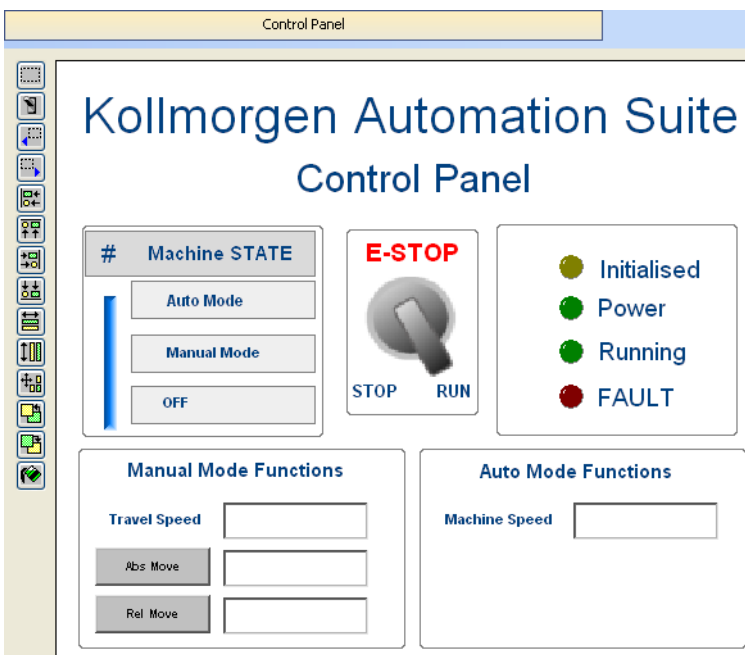 Control Panel
Kollmorgen Automation Suite
Control Panel
# Machine STATE
Auto Mode
Manual Mode
OFF
E-STOP
STOP RUN
Initialised
Power
Running
FAULT
Manual Mode Functions
Travel Speed
Abs Move
Rel Move
Auto Mode Functions
Machine Speed